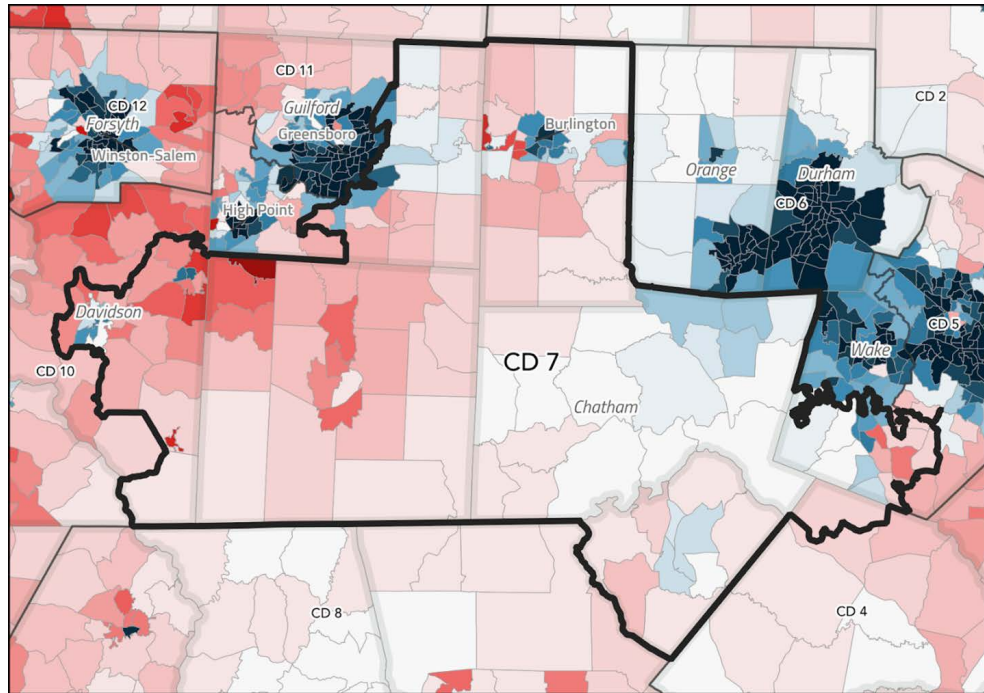 CD 11
CD 2
CD 12
Forsyth
Winston-Salem
Guilford
Greensboro
Burlington
Orange
Durham
CD 6
High Point
Davidson
CD 5
Wake
CD 10
CD 7
Chatham
CD 8
CD 4